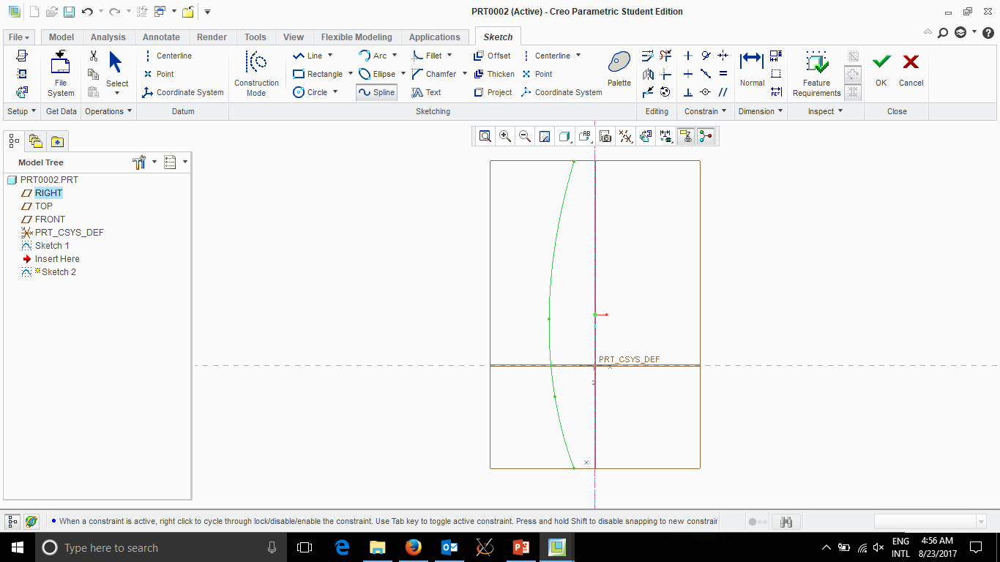 PRT0002 (Active) - Creo Parametric Student Edition
File Model Analysis Annotate Render Tools View Flexible Modeling Applications Sketch
File System
Select
Centerline
Point
Coordinate System
Construction Mode
Line Arc Fillet Offset Centerline
Rectangle Ellipse Chamfer Thicken Point
Circle Spline Text Project Coordinate System
Palette
Normal
REF
Feature Requirements
OK Cancel
Setup Get Data Operations Datum Sketching Editing Constrain Dimension Inspect Close
Model Tree
PRT0002.PRT
RIGHT
TOP
FRONT
PRT_CSYS_DEF
Sketch 1
Insert Here
Sketch 2
PRT_CSYS_DEF
X
Z
When a constraint is active, right click to cycle through lock/disable/enable the constraint. Use Tab key to toggle active constraint. Press and hold Shift to disable snapping to new constrain
Type here to search
ENG
INTL
4:56 AM
8/23/2017